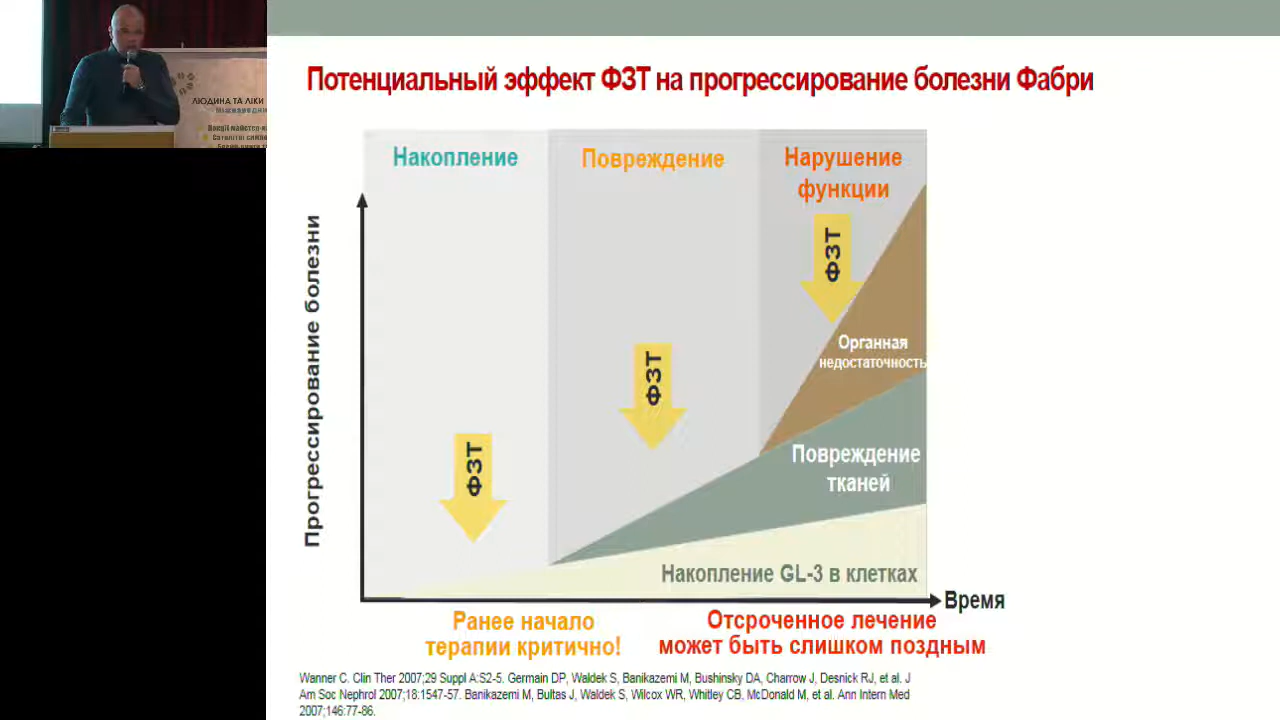 ЛЮДИНА ТА ЛІКИ
Потенциальный эффект ФЗТ на прогрессирование болезни Фабри
Накопление
Повреждение
Нарушение
функции
Прогрессирование болезни
ФЗТ
ФЗТ
ФЗТ
Органная
недостаточность
Повреждение
тканей
Накопление GL-3 в клетках
Время
Ранее начало
терапии критично!
Отсроченное лечение
может быть слишком поздным
Wanner C. Clin Ther 2007;29 Suppl A:S2-5. Germain DP, Waldek S, Banikazemi M, Bushinsky DA, Charrow J, Desnick RJ, et al. J
Am Soc Nephrol 2007;18:1547-57. Banikazemi M, Bultas J, Waldek S, Wilcox WR, Whitley CB, McDonald M, et al. Ann Intern Med
2007;146:77-86.